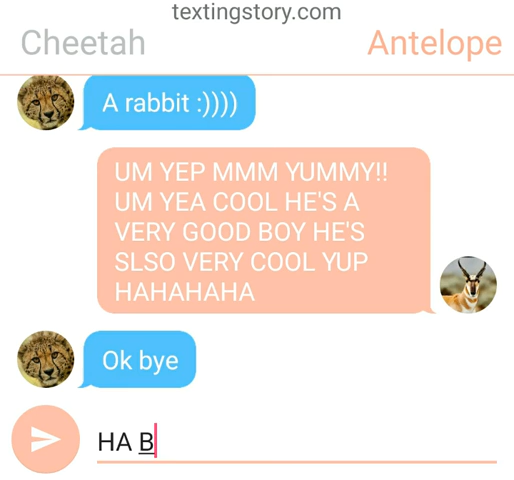 textingstory.com
Cheetah
Antelope
A rabbit :))))
UM YEP MMM YUMMY!!
UM YEA COOL HE'S A
VERY GOOD BOY HE'S
SLSO VERY COOL YUP
HAHAHAHA
Ok bye
HA B